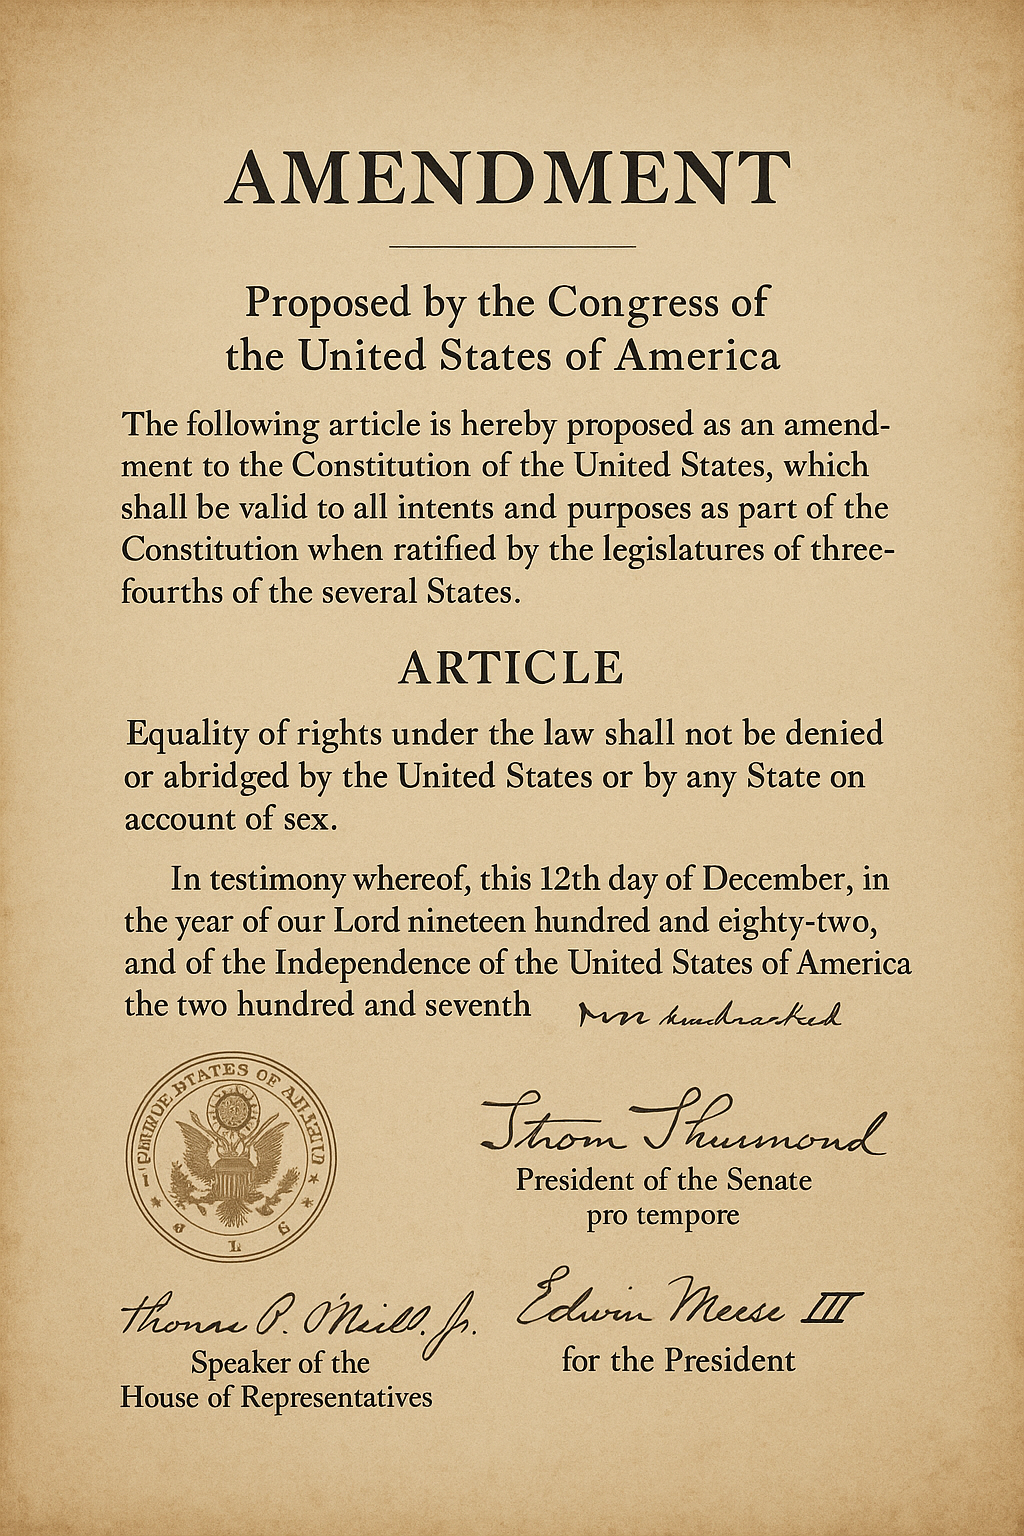 AMENDMENT
Proposed by the Congress of
the United States of America
The following article is hereby proposed as an amend-
ment to the Constitution of the United States, which
shall be valid to all intents and purposes as part of the
Constitution when ratified by the legislatures of three-
fourths of the several States.
ARTICLE
Equality of rights under the law shall not be denied
or abridged by the United States or by any State on
account of sex.
In testimony whereof, this 12th day of December, in
the year of our Lord nineteen hundred and eighty-two,
and of the Independence of the United States of America
the two hundred and seventh
STATES OF
Strom Thurmond
President of the Senate
pro tempore
Thomas P. O'Neill. Jr.
Speaker of the
House of Representatives
Edwin Meese III
for the President